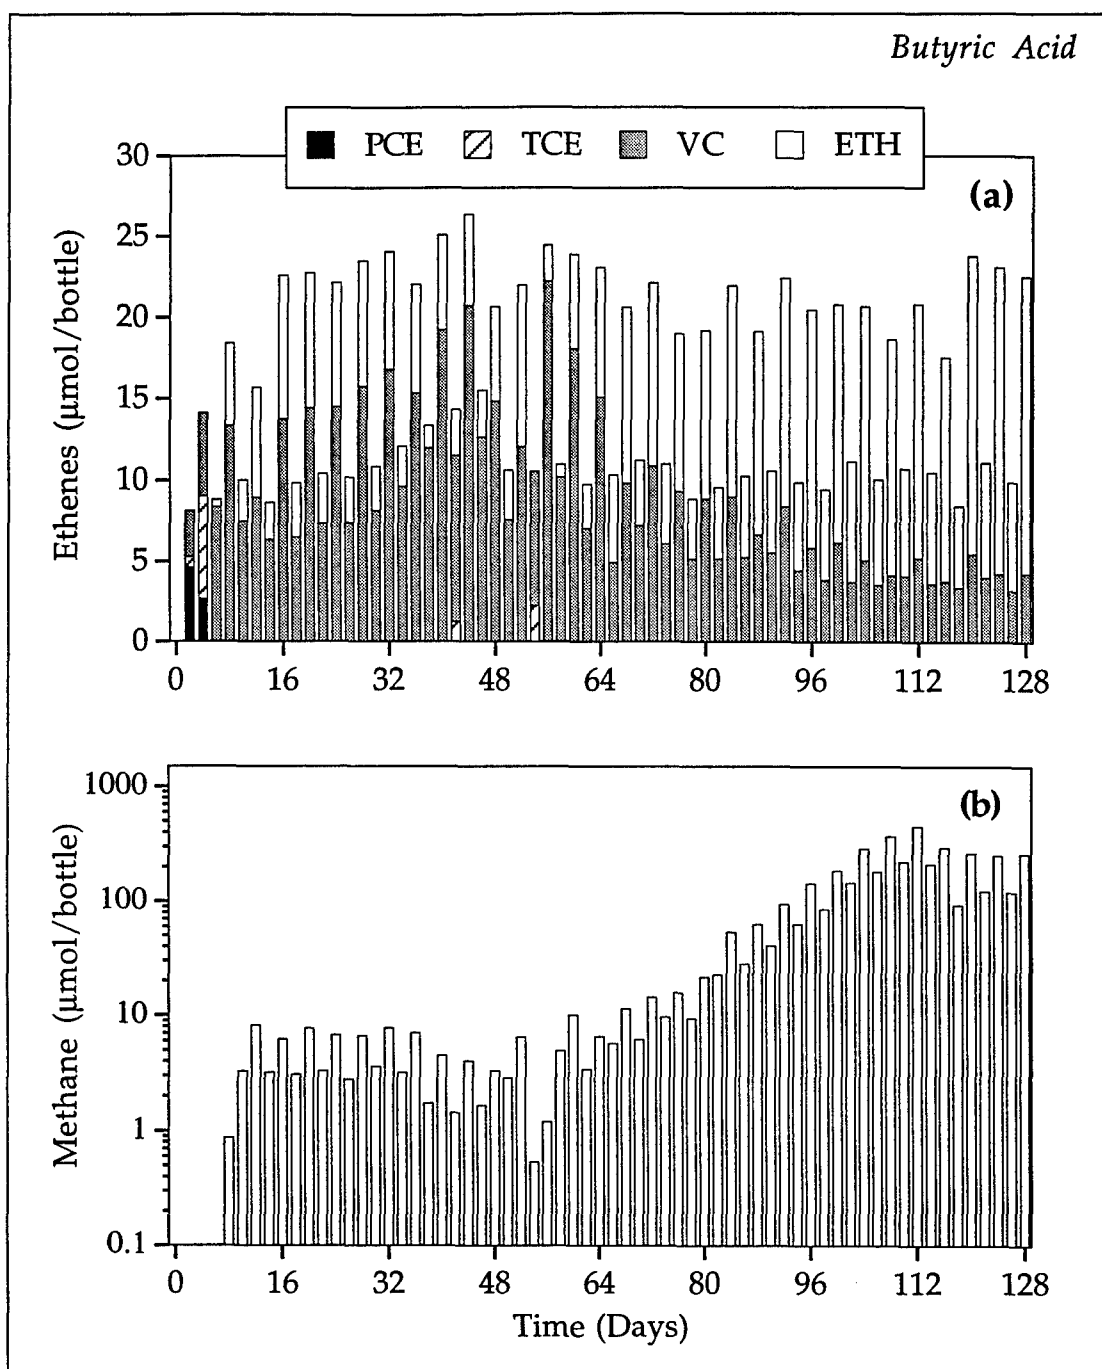 Butyric Acid
PCE TCE VC ETH
(a)
Ethenes (µmol/bottle)
30
25
20
15
10
5
0
0 16 32 48 64 80 96 112 128
(b)
Methane (µmol/bottle)
1000
100
10
1
0.1
0 16 32 48 64 80 96 112 128
Time (Days)